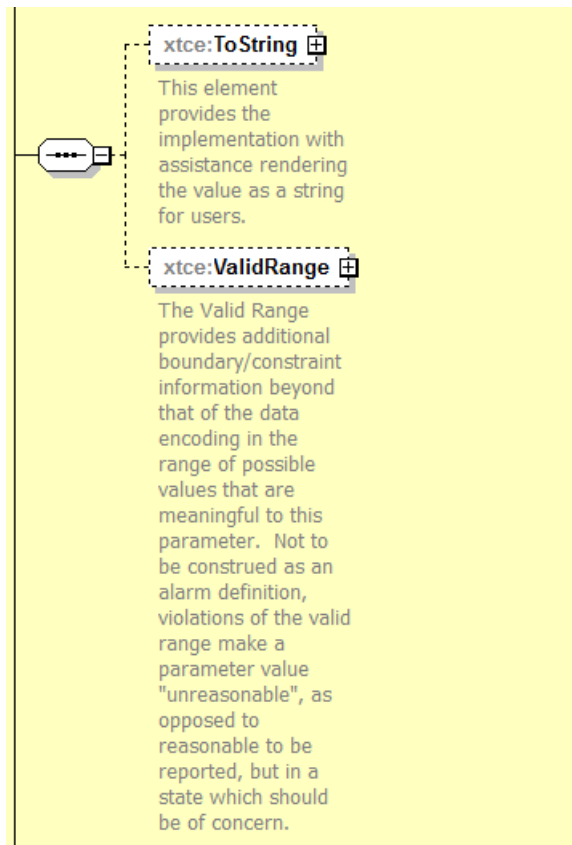 xtce:ToString
This element
provides the
implementation with
assistance rendering
the value as a string
for users.
xtce:ValidRange
The Valid Range
provides additional
boundary/constraint
information beyond
that of the data
encoding in the
range of possible
values that are
meaningful to this
parameter.  Not to
be construed as an
alarm definition,
violations of the valid
range make a
parameter value
"unreasonable", as
opposed to
reasonable to be
reported, but in a
state which should
be of concern.